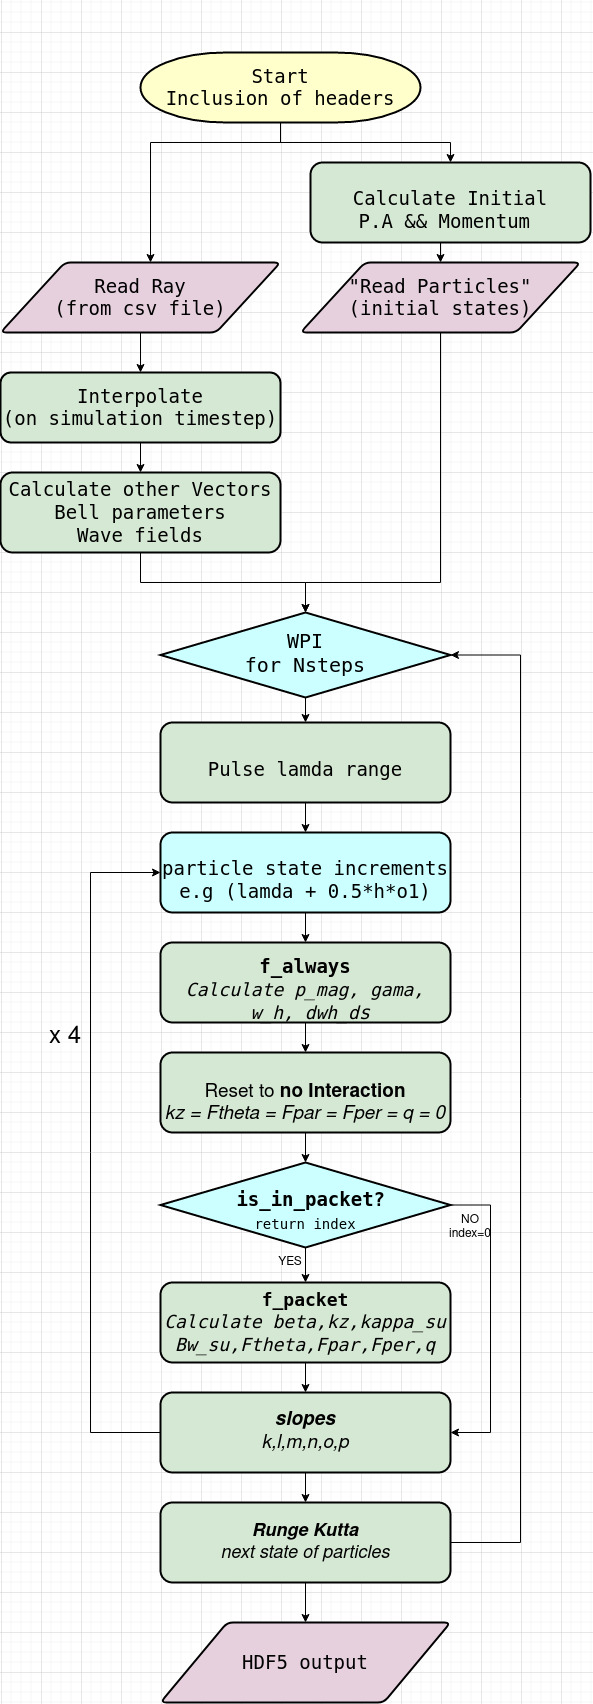 Start
Inclusion of headers
Calculate Initial
P.A && Momentum
Read Ray
(from csv file)
"Read Particles"
(initial states)
Interpolate
(on simulation timestep)
Calculate other Vectors
Bell parameters
Wave fields
WPI
for Nsteps
Pulse lamda range
particle state increments
e.g (lamda + 0.5*h*o1)
f_always
Calculate p_mag, gama,
w_h, dwh_ds
x 4
Reset to no Interaction
kz = Ftheta = Fpar = Fper = q = 0
is_in_packet?
return index
NO
index=0
YES
f_packet
Calculate beta,kz,kappa_su
Bw_su,Ftheta,Fpar,Fper,q
slopes
k,l,m,n,o,p
Runge Kutta
next state of particles
HDF5 output